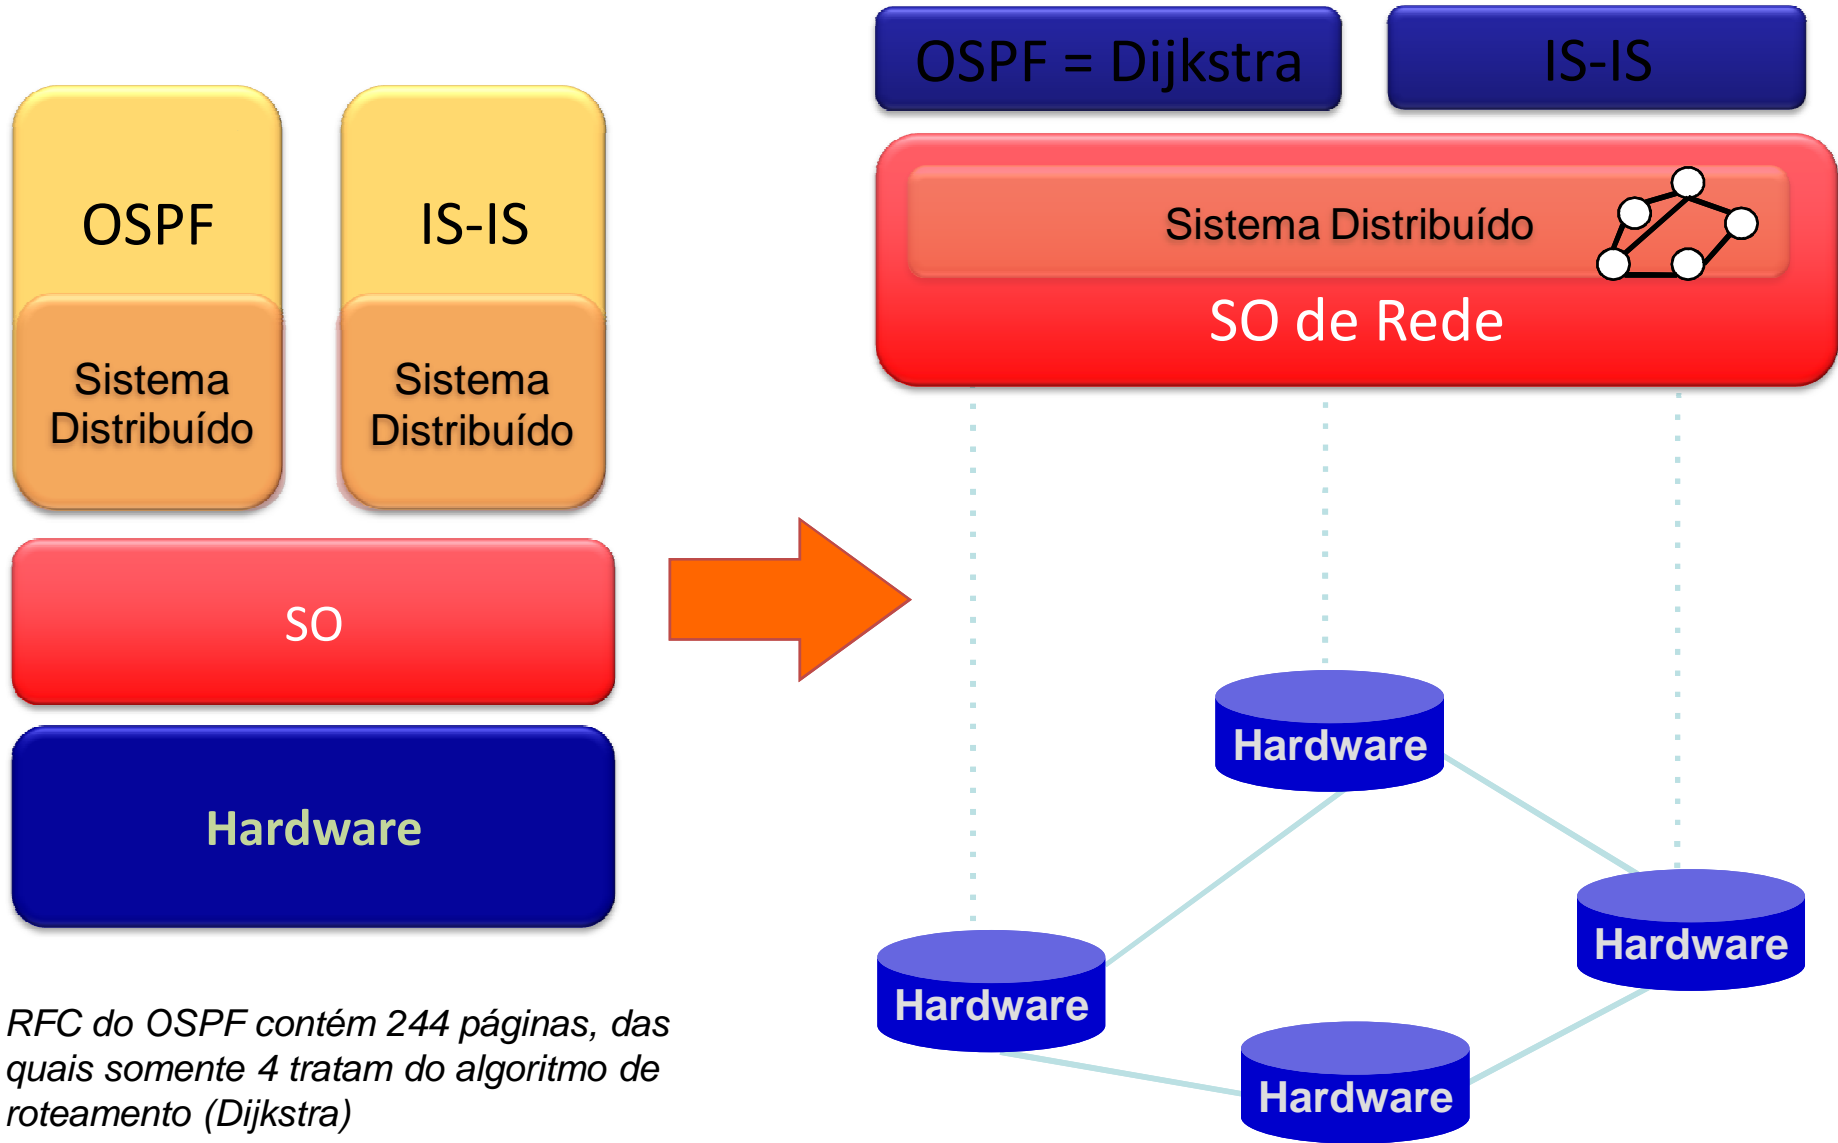 OSPF
IS-IS
Sistema
Distribuído
Sistema
Distribuído
SO
Hardware
RFC do OSPF contém 244 páginas, das
quais somente 4 tratam do algoritmo de
roteamento (Dijkstra)
OSPF = Dijkstra
IS-IS
Sistema Distribuído
SO de Rede
Hardware
Hardware
Hardware
Hardware